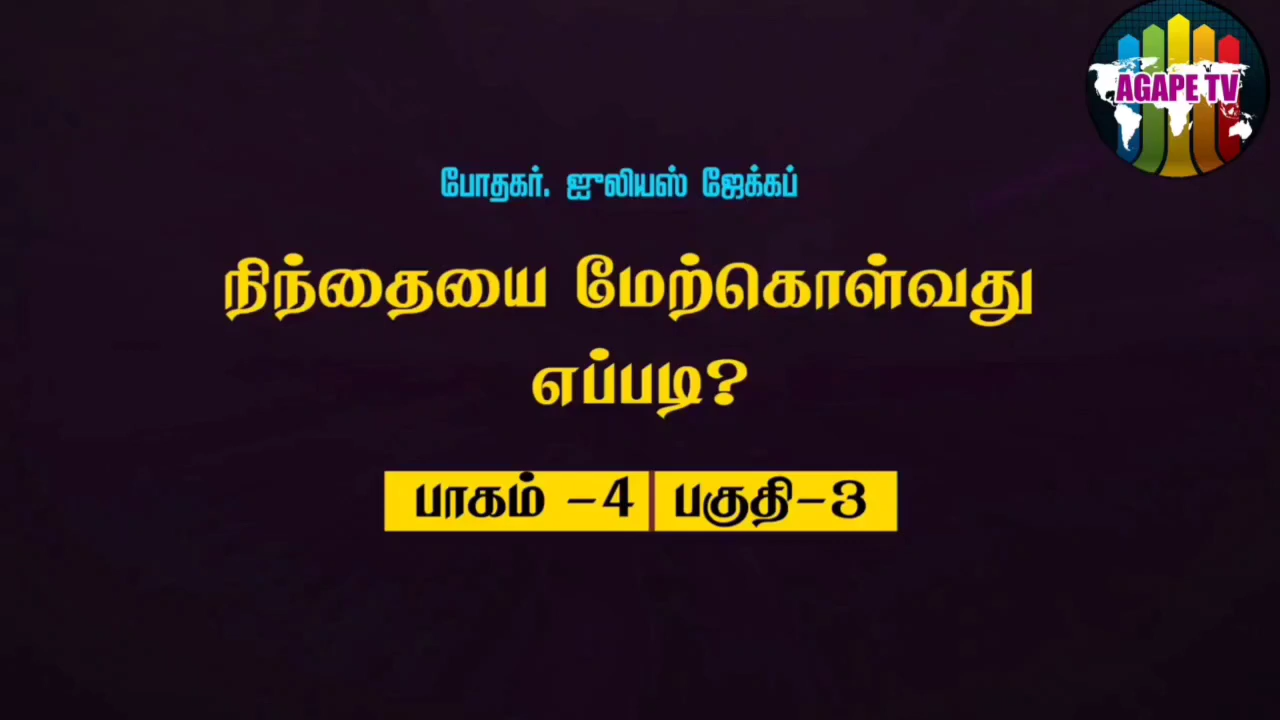 AGAPE TV
போதகர். ஜுலியஸ் ஜேக்கப்
நிந்தையை மேற்கொள்வது
எப்படி?
பாகம் -4 பகுதி-3